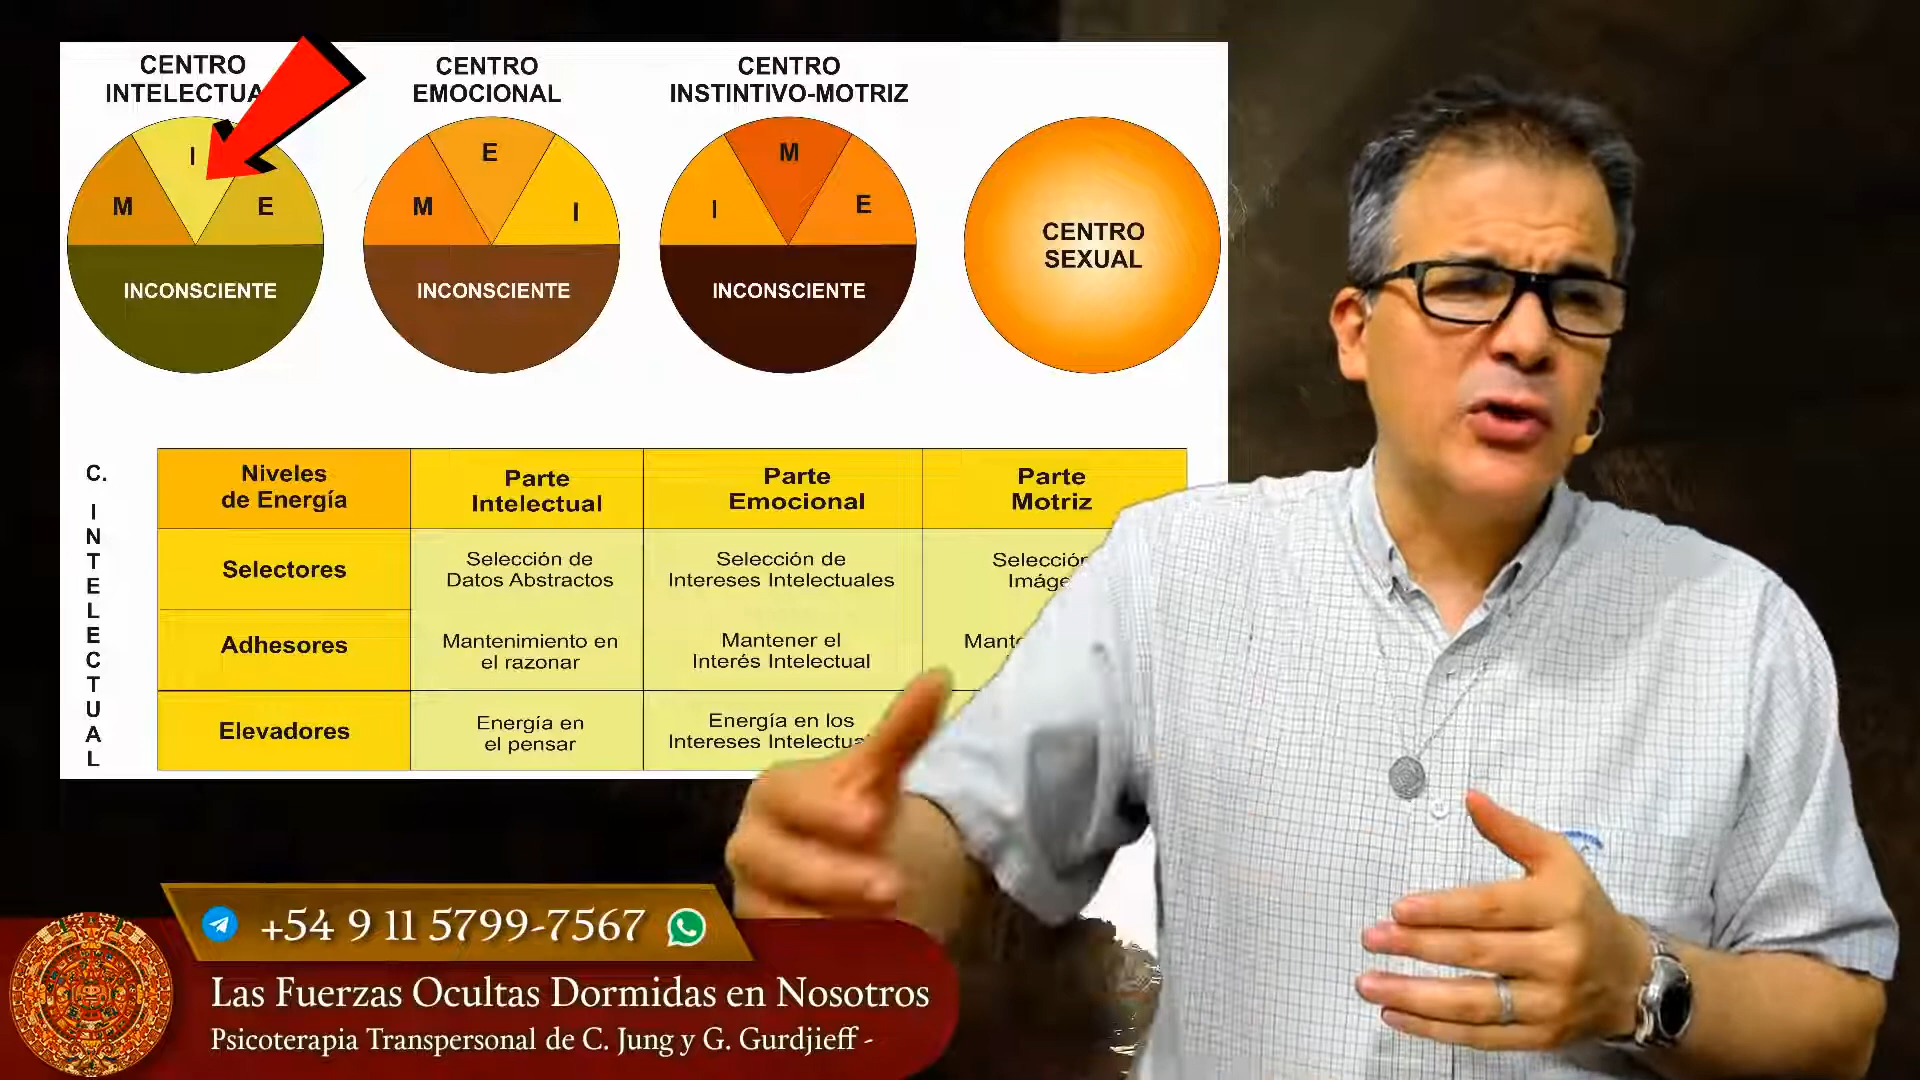 CENTRO
CENTRO
CENTRO
EMOCIONAL
INSTINTIVO-MOTRIZ
M
I
E
INCONSCIENTE
M
E
I
INCONSCIENTE
I
M
E
INCONSCIENTE
CENTRO
SEXUAL
C.
INTELECTUAL
Niveles
de Energía
Parte
Intelectual
Parte
Emocional
Parte
Motriz
Selectores
Selección de
Datos Abstractos
Selección de
Intereses Intelectuales
Adhesores
Mantenimiento en
el razonar
Mantener el
Interés Intelectual
Elevadores
Energía en
el pensar
Energía en los
+54 9 11 5799-7567
Las Fuerzas Ocultas Dormidas en Nosotros
Psicoterapia Transpersonal de C. Jung y G. Gurdjieff -